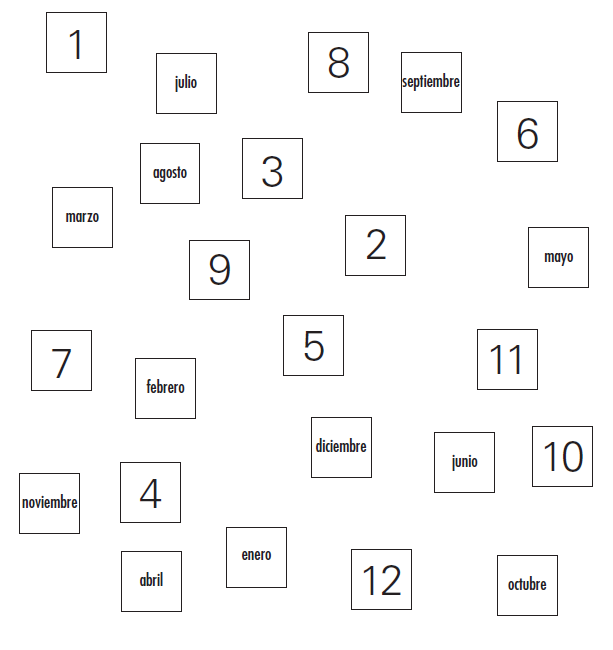 1
julio
8
septiembre
6
agosto
3
marzo
2
9
mayo
5
7
11
febrero
diciembre
junio
10
noviembre
4
enero
abril
12
octubre